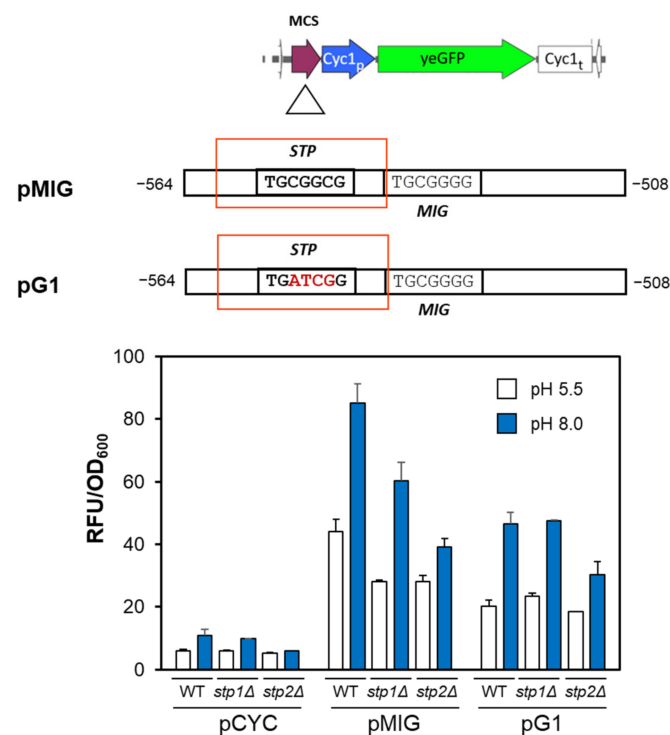 MCS
Cyc1p
yeGFP
Cyc1t
STP
pMIG
−564
TGCGGCG
TGCGGGG
−508
MIG
STP
pG1
−564
TGATCGG
TGCGGGG
−508
MIG
100
80
60
40
20
0
RFU/OD600
pH 5.5
pH 8.0
WT stp1Δ stp2Δ WT stp1Δ stp2Δ WT stp1Δ stp2Δ
pCYC pMIG pG1